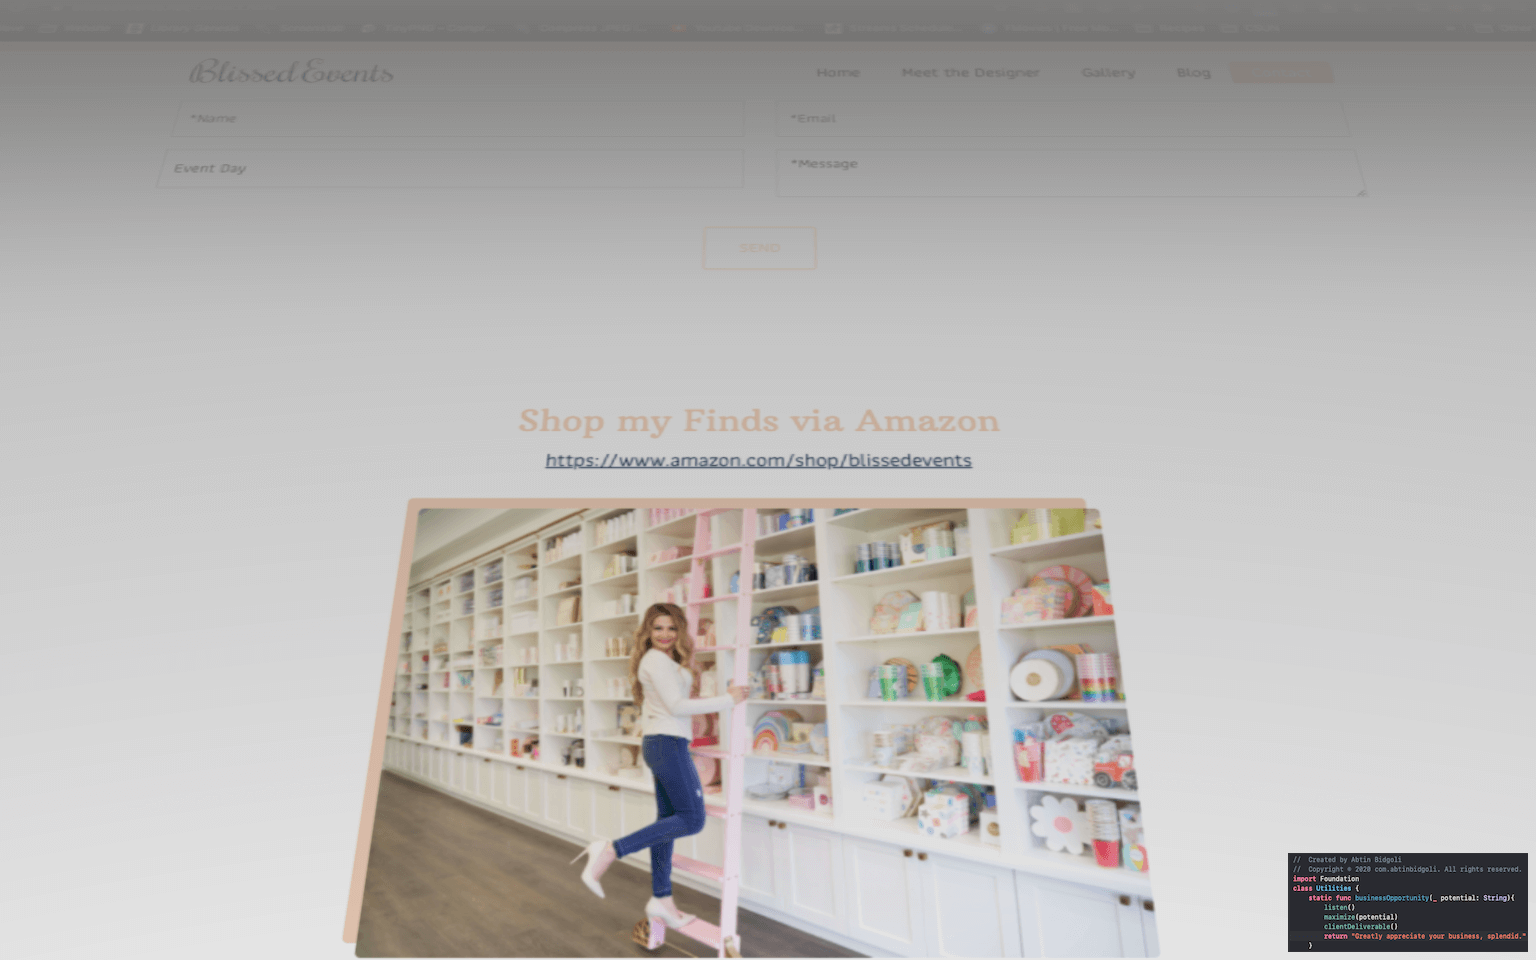 Blissed Events
Home
Meet the Designer
Gallery
Blog
*Name
*Email
Event Day
*Message
SEND
Shop my Finds via Amazon
https://www.amazon.com/shop/blissedevents
// Created by Abtin Bidgoli
// Copyright © 2020 com.abtinbidgoli. All rights reserved.
import Foundation
class Utilities {
static func businessOpportunity(_ potential: String){
listen()
maximize(potential)
clientDeliverable()
return "Greatly appreciate your business, splendid."
}